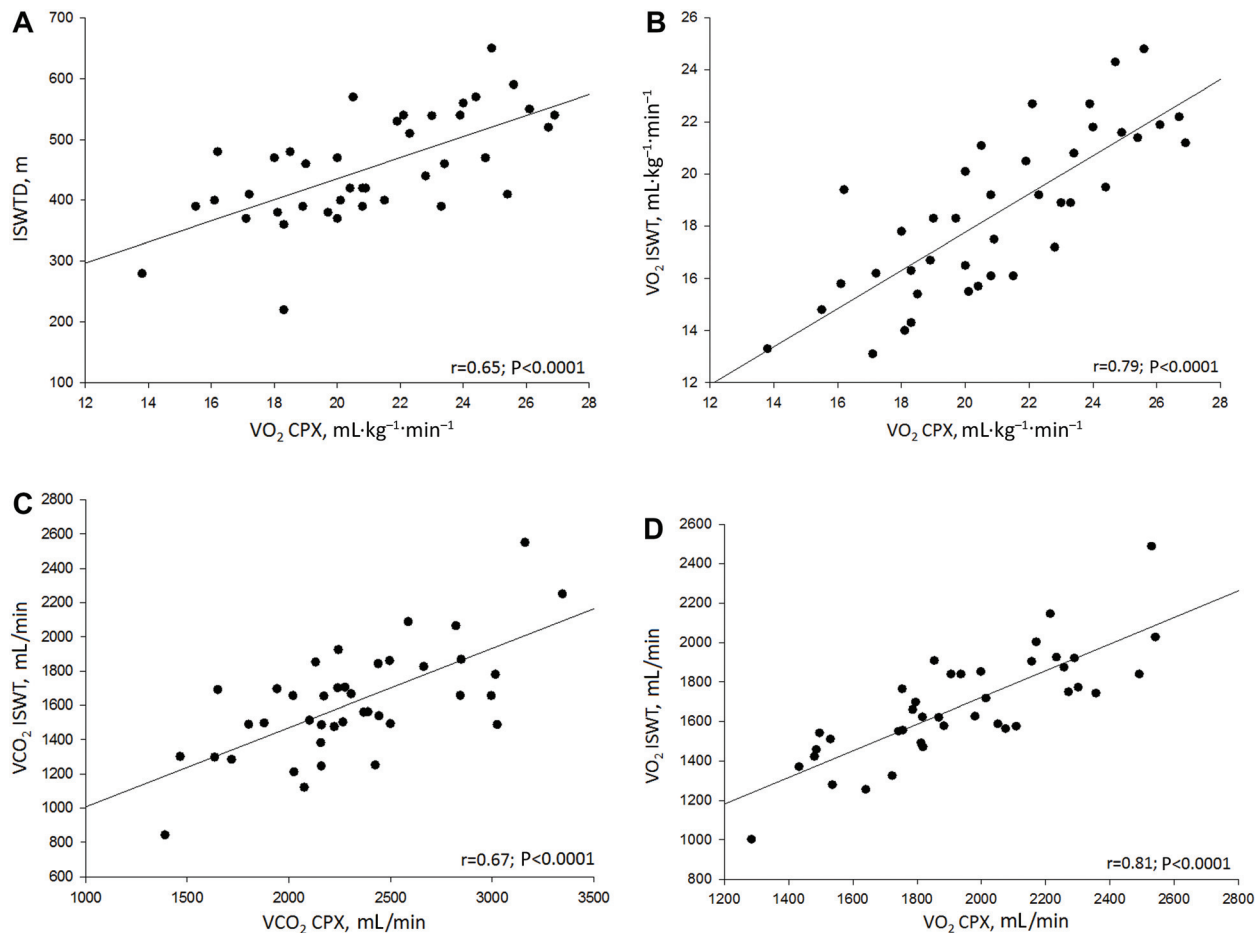 A
700
600
500
400
300
200
100
ISWTD, m
12 14 16 18 20 22 24 26 28
VO₂ CPX, mL·kg⁻¹·min⁻¹
r=0.65; P<0.0001
B
26
24
22
20
18
16
14
12
VO₂ ISWT, mL·kg⁻¹·min⁻¹
12 14 16 18 20 22 24 26 28
VO₂ CPX, mL·kg⁻¹·min⁻¹
r=0.79; P<0.0001
C
2800
2600
2400
2200
2000
1800
1600
1400
1200
1000
800
600
VCO₂ ISWT, mL/min
1000 1500 2000 2500 3000 3500
VCO₂ CPX, mL/min
r=0.67; P<0.0001
D
2600
2400
2200
2000
1800
1600
1400
1200
1000
800
VO₂ ISWT, mL/min
1200 1400 1600 1800 2000 2200 2400 2600 2800
VO₂ CPX, mL/min
r=0.81; P<0.0001